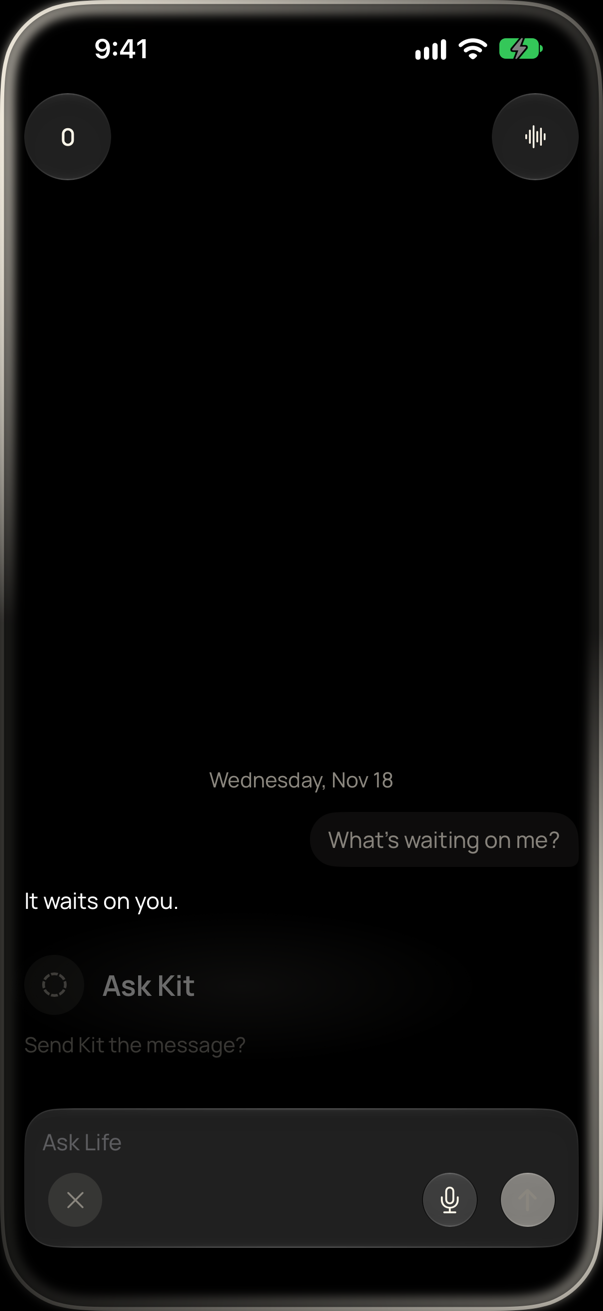 9:41
0
Wednesday, Nov 18
What's waiting on me?
It waits on you.
Ask Kit
Send Kit the message?
Ask Life